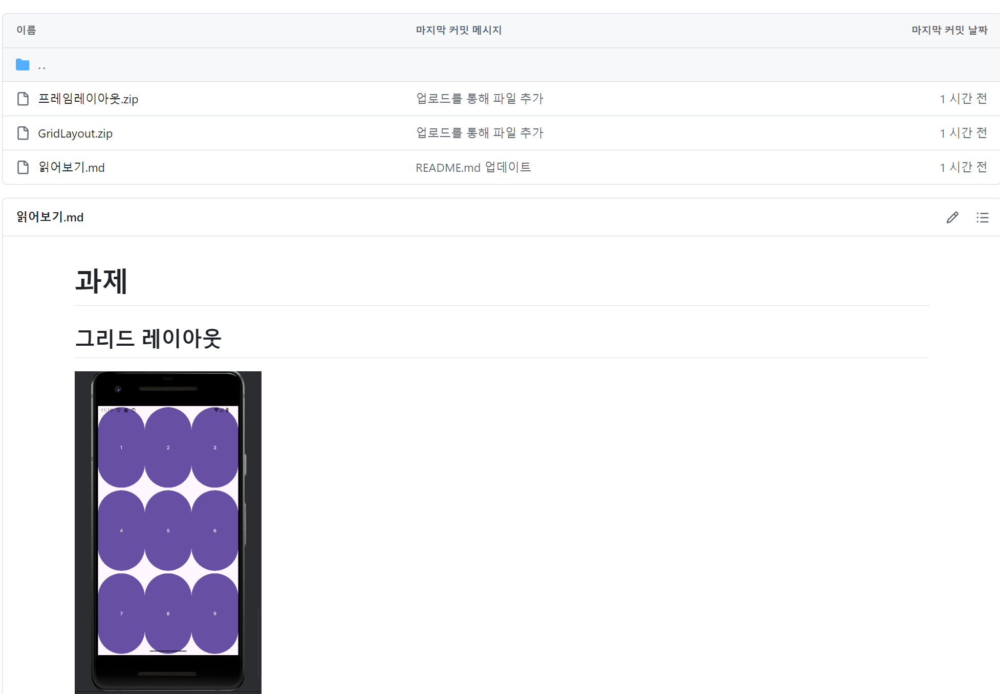 이름 마지막 커밋 메시지 마지막 커밋 날짜
..
프레임레이아웃.zip 업로드를 통해 파일 추가 1 시간 전
GridLayout.zip 업로드를 통해 파일 추가 1 시간 전
읽어보기.md README.md 업데이트 1 시간 전
읽어보기.md
과제
그리드 레이아웃
11:19
1 2 3
4 5 6
7 8 9